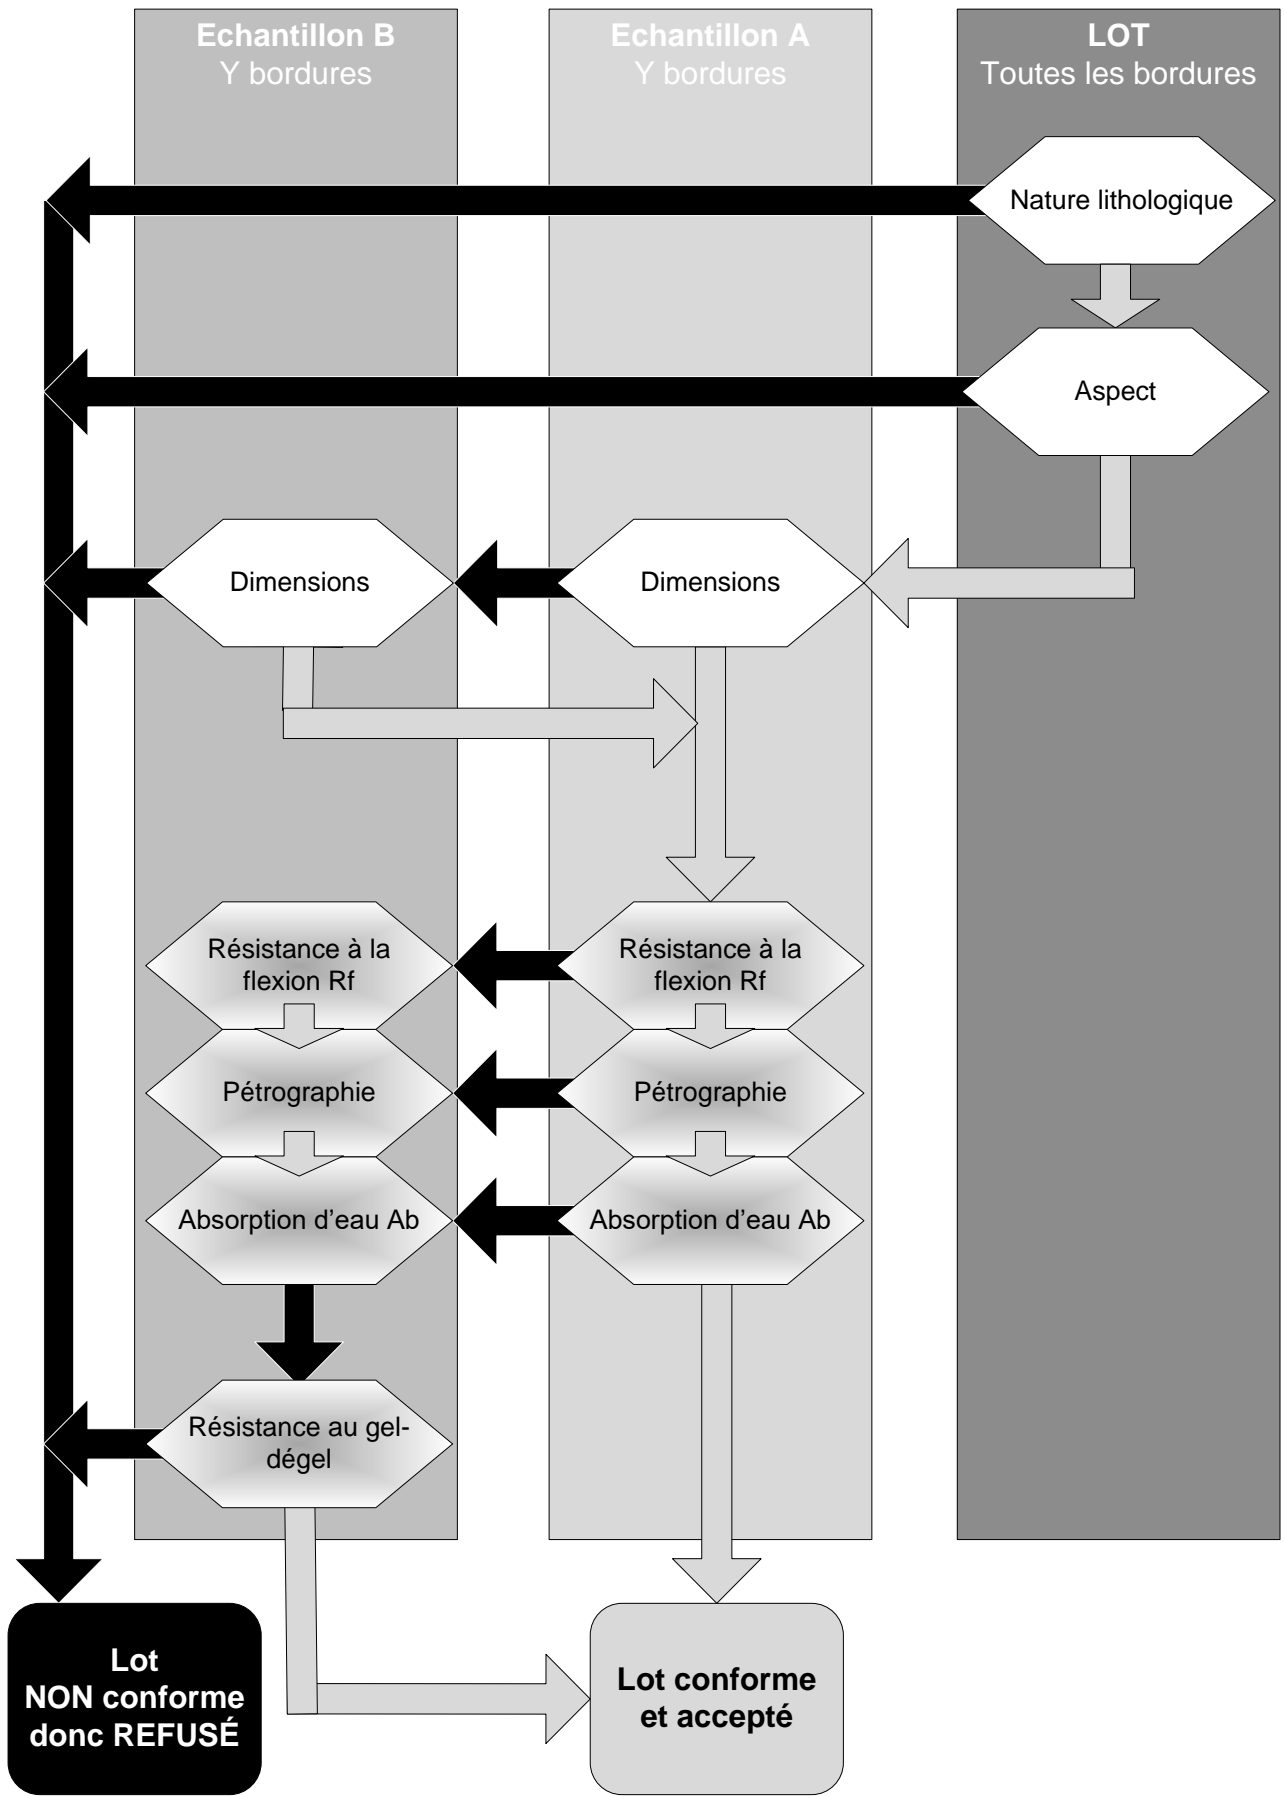 Echantillon B
Y bordures
Echantillon A
Y bordures
LOT
Toutes les bordures
Nature lithologique
Aspect
Dimensions
Dimensions
Résistance à la
flexion Rf
Résistance à la
flexion Rf
Pétrographie
Pétrographie
Absorption d'eau Ab
Absorption d'eau Ab
Résistance au gel-
dégel
Lot
NON conforme
donc REFUSÉ
Lot conforme
et accepté